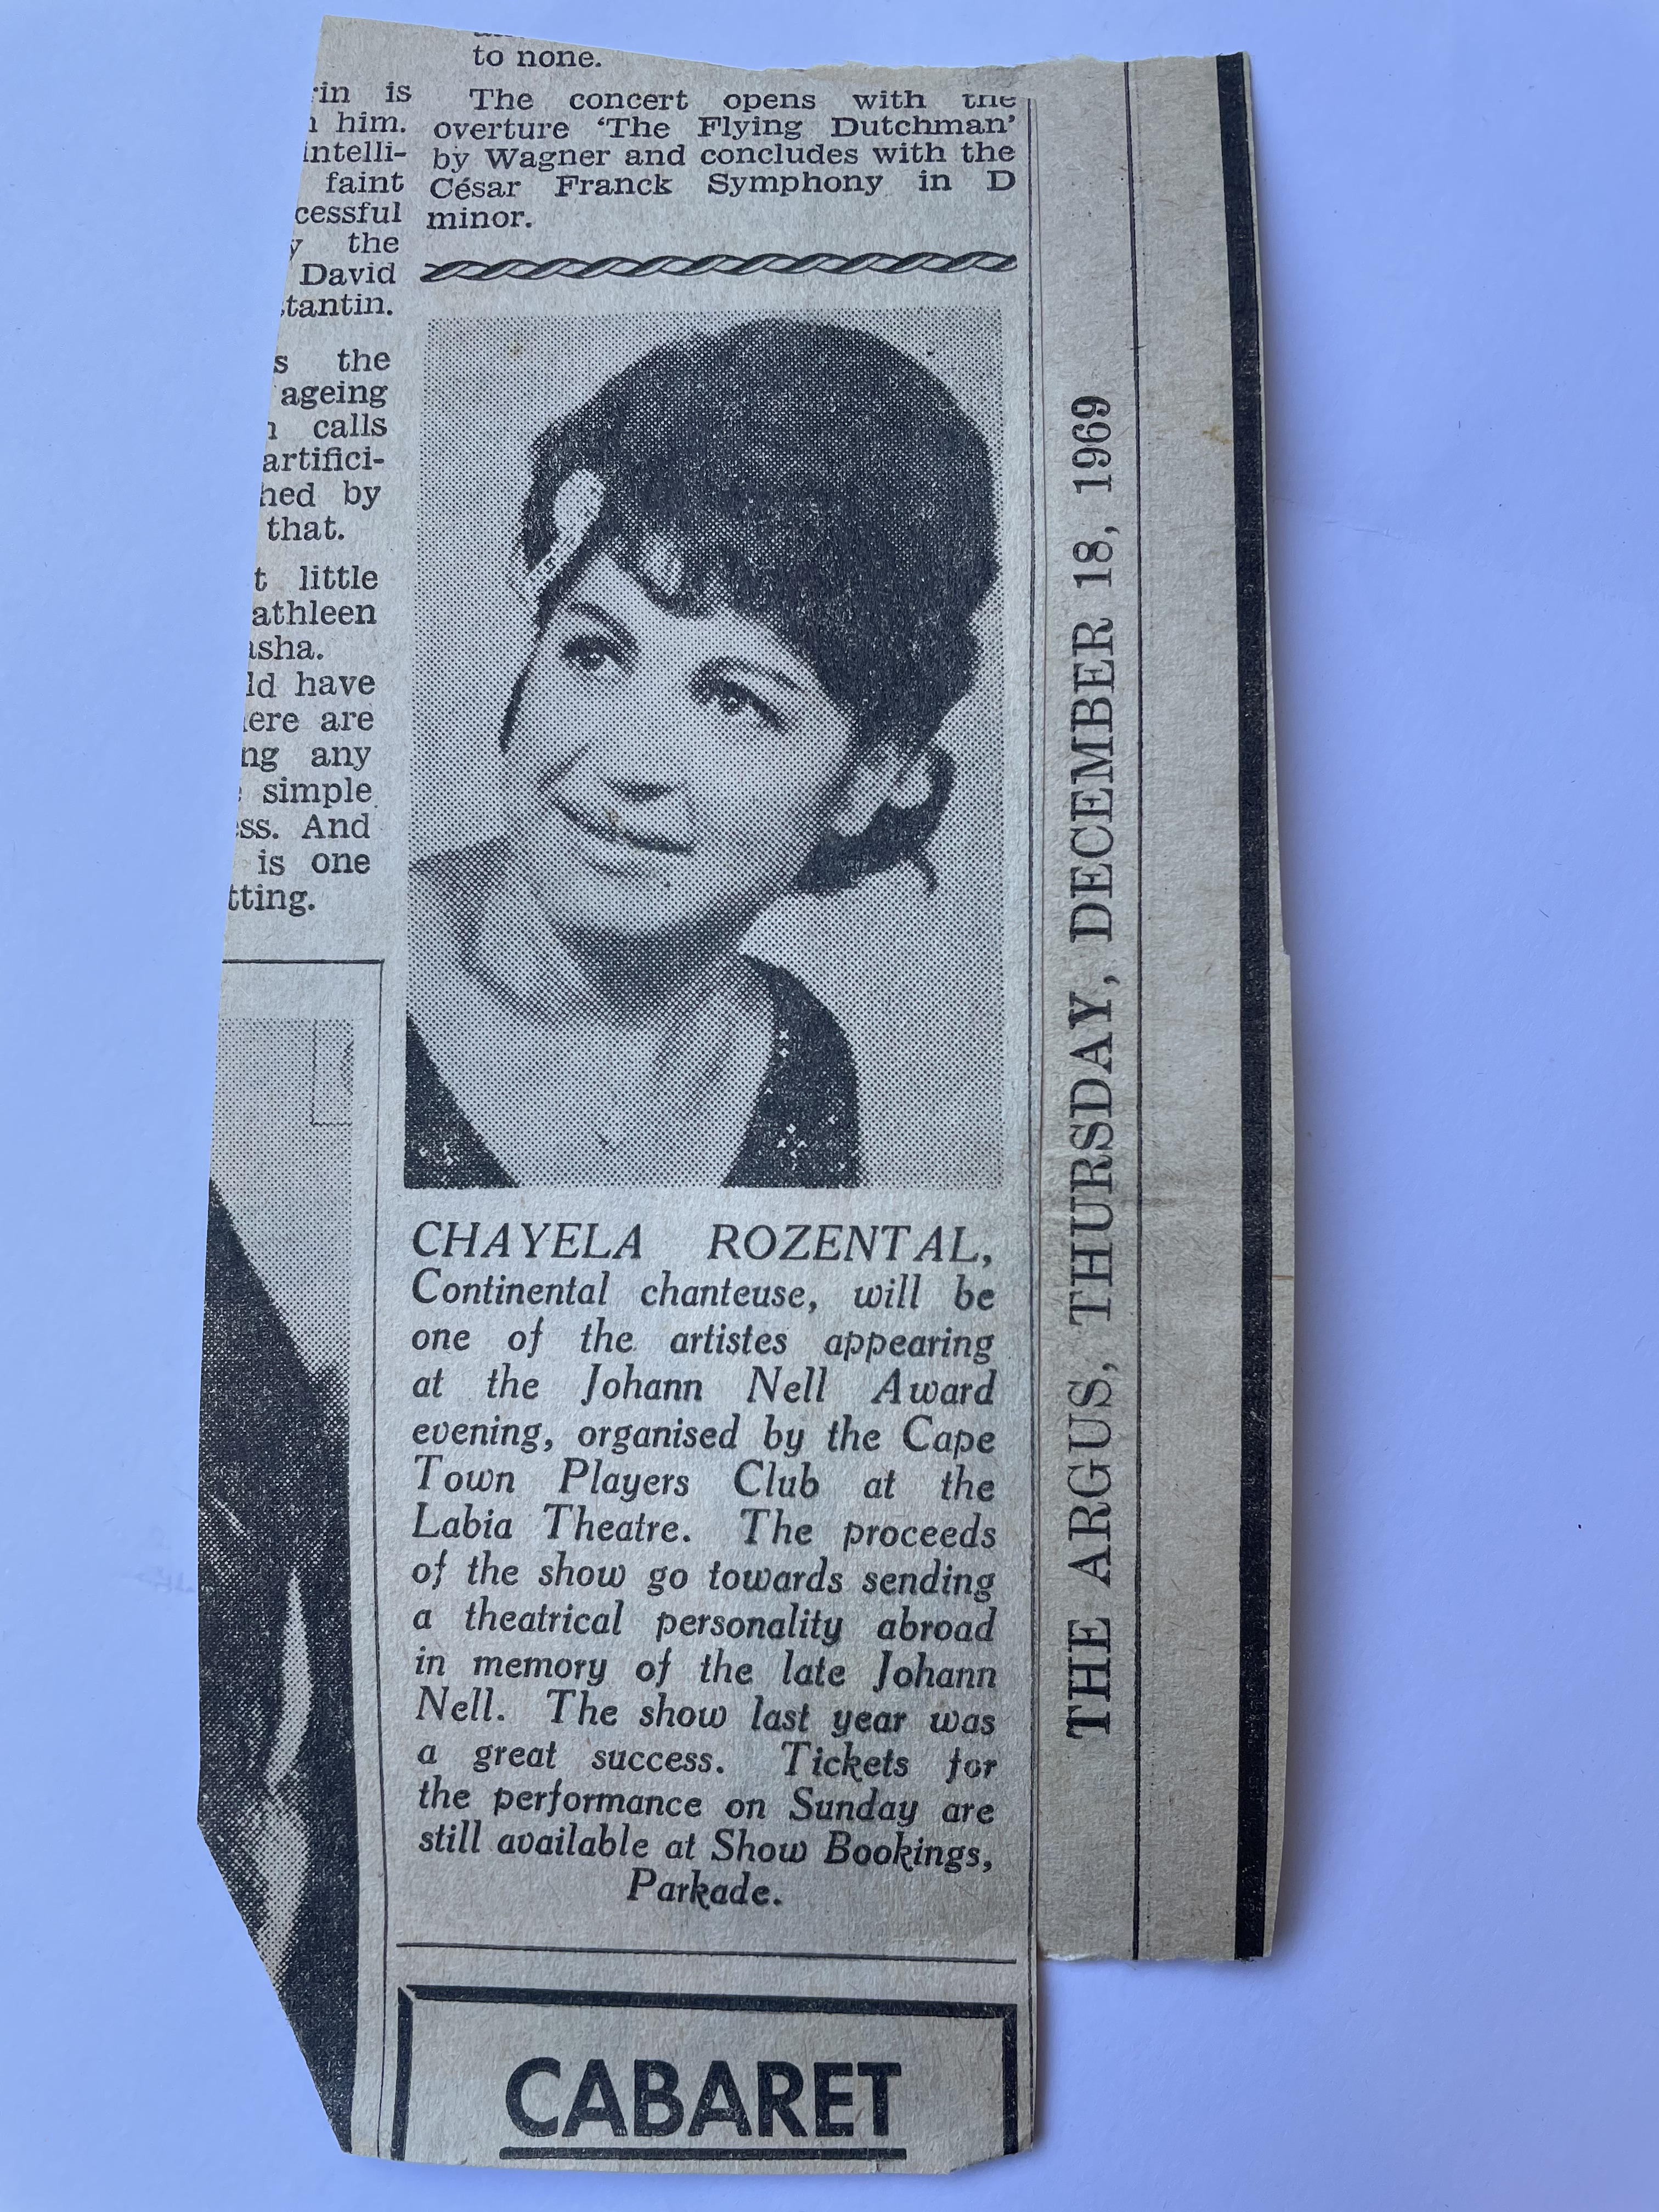 is
him.
intelli-
faint
cessful
the
David
tantin.
s the
ageing
calls
artifici-
hed by
that.
t little
athleen
asha.
ld have
ere are
ng any
simple
ess. And
is one
tting.
to none.
The concert opens with the
overture ‘The Flying Dutchman’
by Wagner and concludes with the
César Franck Symphony in D
minor.
CHAYELA ROZENTAL,
Continental chanteuse, will be
one of the artistes appearing
at the Johann Nell Award
evening, organised by the Cape
Town Players Club at the
Labia Theatre. The proceeds
of the show go towards sending
a theatrical personality abroad
in memory of the late Johann
Nell. The show last year was
a great success. Tickets for
the performance on Sunday are
still available at Show Bookings,
Parkade.
CABARET
THE ARGUS, THURSDAY, DECEMBER 18, 1969